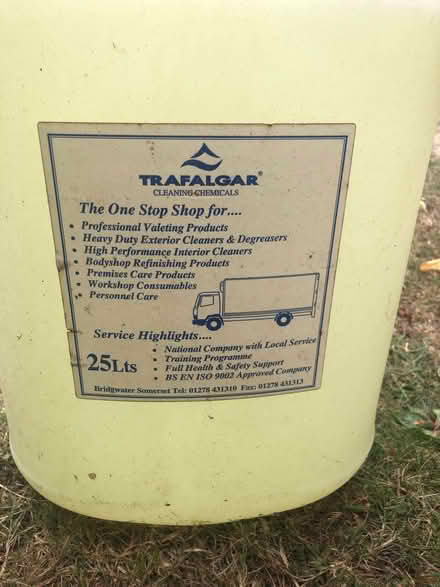 TRAFALGAR®
CLEANING CHEMICALS
The One Stop Shop for....
• Professional Valeting Products
• Heavy Duty Exterior Cleaners & Degreasers
• High Performance Interior Cleaners
• Bodyshop Refinishing Products
• Premises Care Products
• Workshop Consumables
• Personnel Care
Service Highlights....
• National Company with Local Service
• Training Programme
• Full Health & Safety Support
• BS EN ISO 9002 Approved Company
25Lts
Bridgwater Somerset Tel: 01278 431310 Fax: 01278 431313